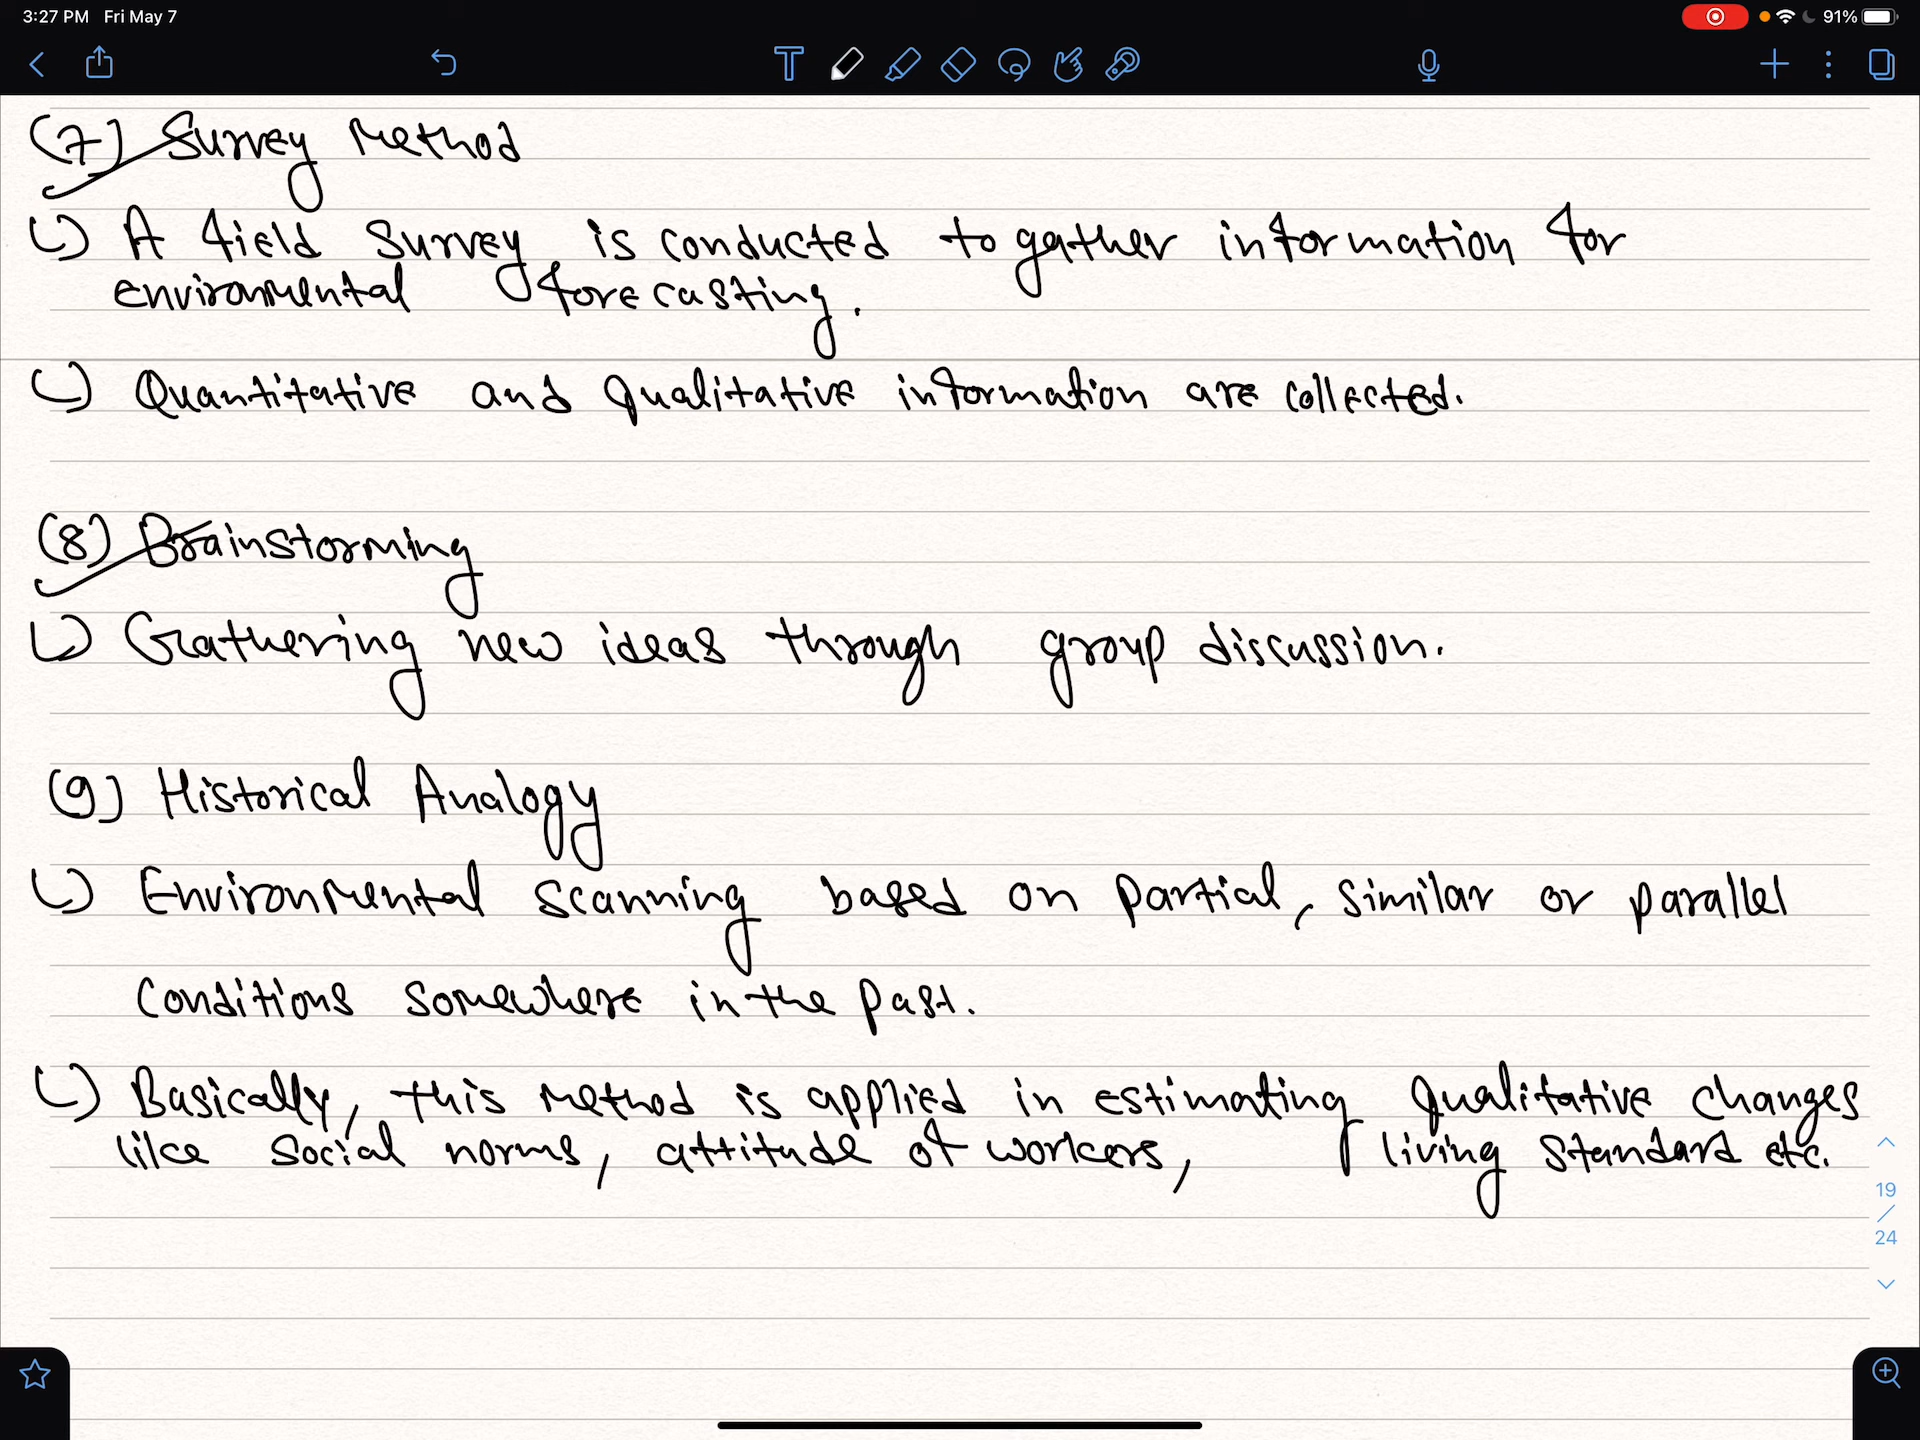 3:27 PM Fri May 7
91%
(7) Survey Method
↳ A field survey is conducted to gather information for
environmental forecasting.
↳ Quantitative and qualitative information are collected.
(8) Brainstorming
↳ Gathering new ideas through group discussion.
(9) Historical Analogy
↳ Environmental scanning based on partial, similar or parallel
conditions somewhere in the past.
↳ Basically, this method is applied in estimating qualitative changes
like social norms, attitude of workers, living standard etc.
19
/
24